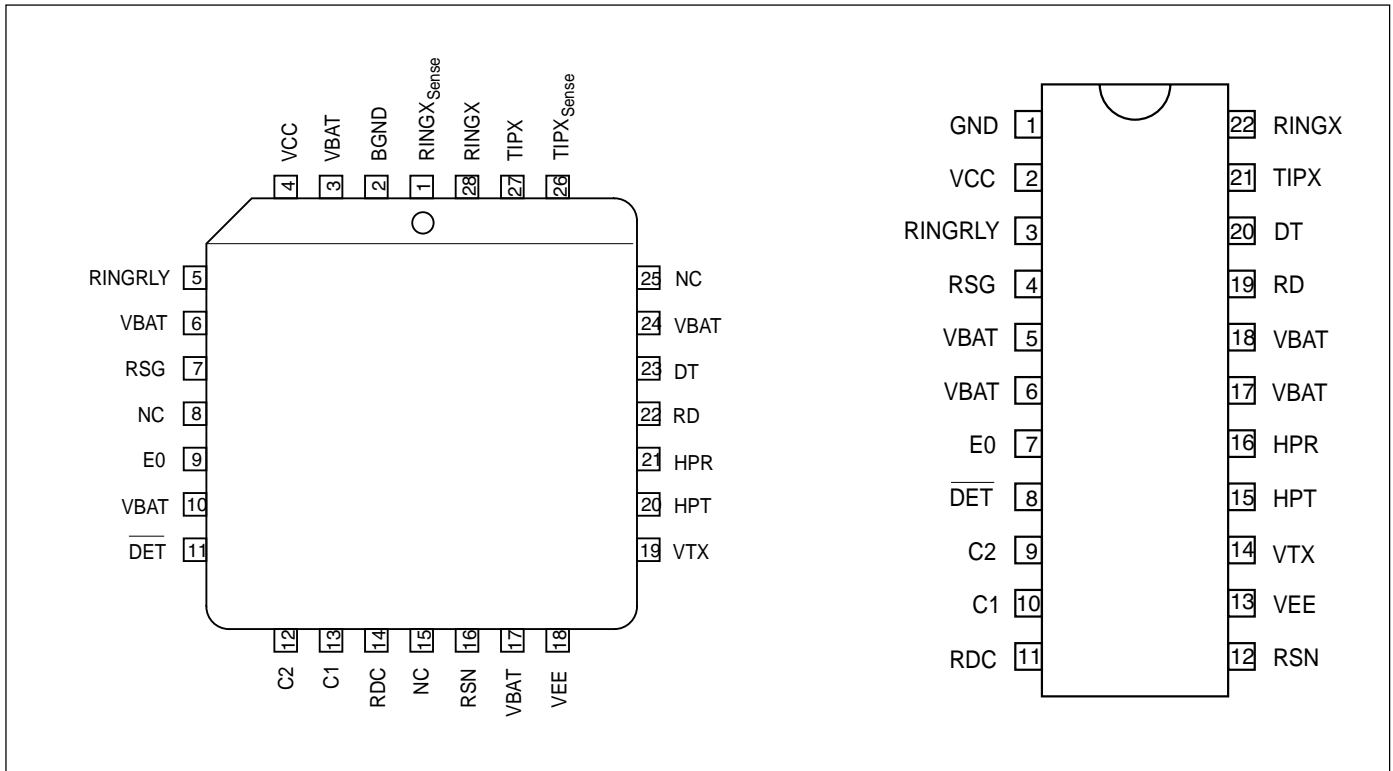 VCC VBAT BGND RINGXSense RINGX TIPX TIPXSense
4 3 2 1 28 27 26
RINGRLY 5
VBAT 6
RSG 7
NC 8
E0 9
VBAT 10
DET 11
25 NC
24 VBAT
23 DT
22 RD
21 HPR
20 HPT
19 VTX
12 13 14 15 16 17 18
C2 C1 RDC NC RSN VBAT VEE
GND 1
VCC 2
RINGRLY 3
RSG 4
VBAT 5
VBAT 6
E0 7
DET 8
C2 9
C1 10
RDC 11
22 RINGX
21 TIPX
20 DT
19 RD
18 VBAT
17 VBAT
16 HPR
15 HPT
14 VTX
13 VEE
12 RSN